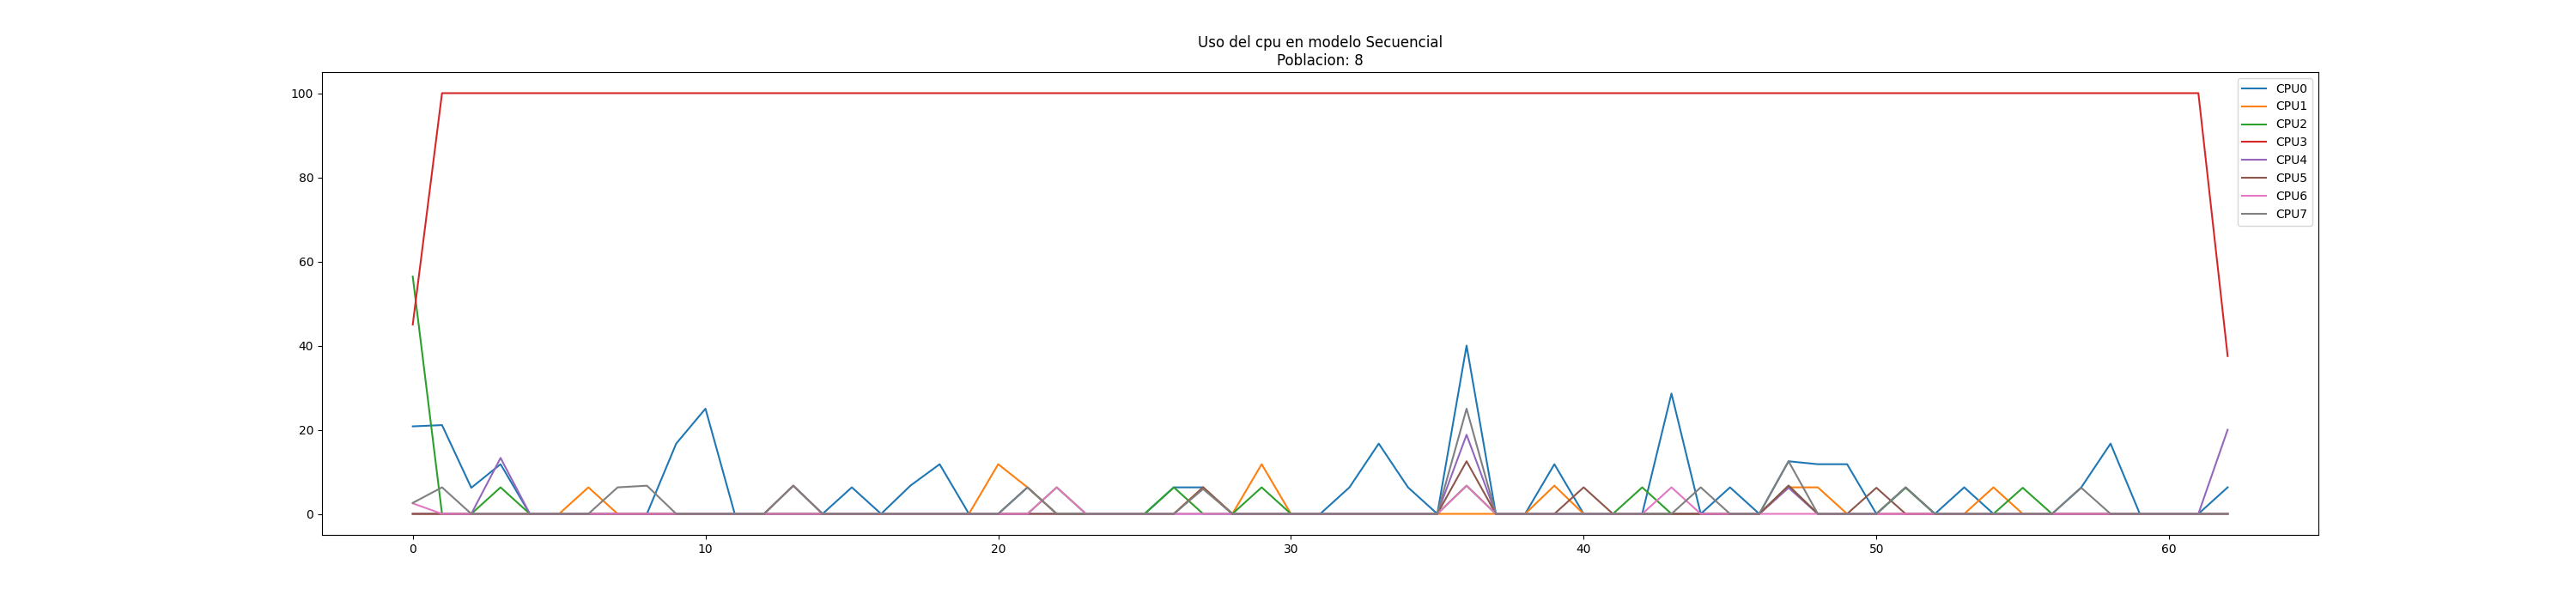 Uso del cpu en modelo Secuencial
Poblacion: 8
100
80
60
40
20
0
0 10 20 30 40 50 60
CPU0
CPU1
CPU2
CPU3
CPU4
CPU5
CPU6
CPU7